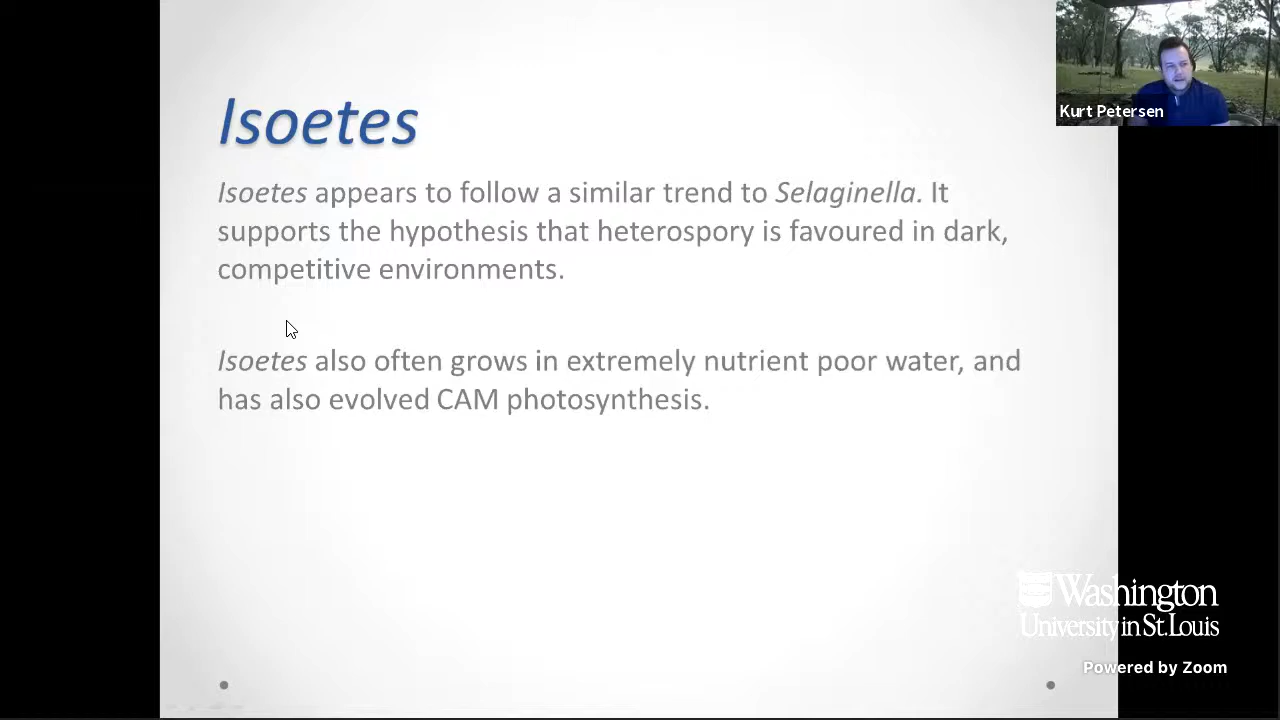 Isoetes
Isoetes appears to follow a similar trend to Selaginella. It
supports the hypothesis that heterospory is favoured in dark,
competitive environments.
Isoetes also often grows in extremely nutrient poor water, and
has also evolved CAM photosynthesis.
Kurt Petersen
Washington
University in St. Louis
Powered by Zoom